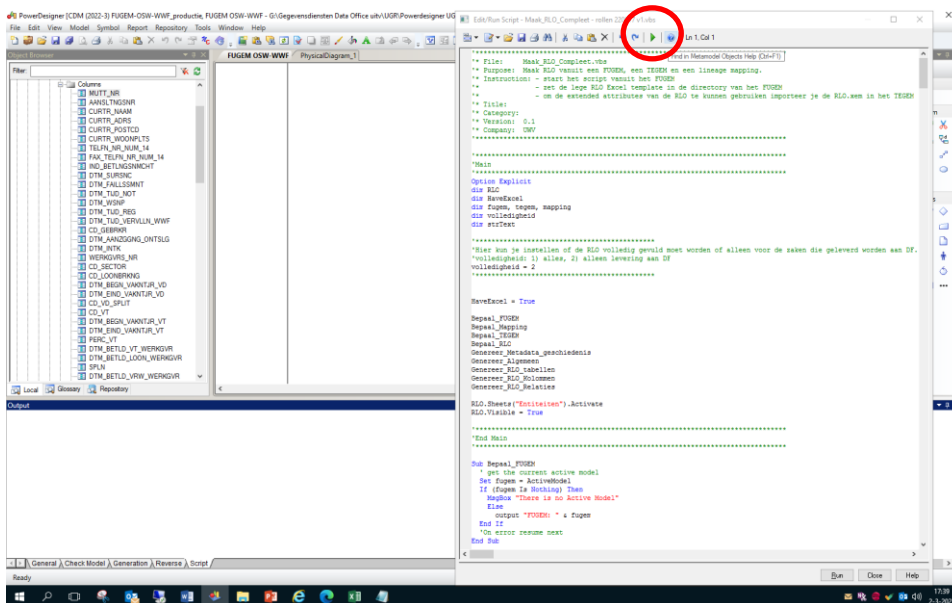 PowerDesigner [CDM (2022-3) FUGEM-OSW-WWF_productie, FUGEM OSW-WWF - G:\Gegevensdiensten Data Office uitv\UGR\Powerdesigner UG
File Edit View Model Symbol Report Repository Tools Window Help
Object Browser
Filter:
Columns
MUTT_NR
AANSLTNGSNR
CURTR_NAAM
CURTR_ADRS
CURTR_POSTCD
CURTR_WOONPLTS
TELFN_NR_NUM_14
FAX_TELFN_NR_NUM_14
IND_BETLNGSNMCHT
DTM_SURSNC
DTM_FAILLSSMNT
DTM_TIJD_NOT
DTM_WSNP
DTM_TIJD_REG
DTM_TIJD_VERVLLN_WWF
CD_GEBRKR
DTM_AANZGGNG_ONTSLG
DTM_INTK
WERKGVRS_NR
CD_SECTOR
CD_LOONBRKNG
DTM_BEGN_VAKNTJR_VD
DTM_EIND_VAKNTJR_VD
CD_VD_SPLIT
CD_VT
DTM_BEGN_VAKNTJR_VT
DTM_EIND_VAKNTJR_VT
PERC_VT
DTM_BETLD_VT_WERKGVR
DTM_BETLD_LOON_WERKGVR
SPLN
DTM_BETLD_VRW_WERKGVR
Local Glossary Repository
FUGEM OSW-WWF PhysicalDiagram_1
Output
General Check Model Generation Reverse Script
Ready
Edit/Run Script - Maak_RLO_Compleet - rollen
v1.vbs
Ln 1, Col 1
Find in Metamodel Objects Help (Ctrl+F1)
'* File: Maak_RLO_Compleet.vbs
'* Purpose: Maak RLO vanuit een FUGEM, een TEGEM en een lineage mapping.
'* Instruction: - start het script vanuit het FUGEM
'* - zet de lege RLO Excel template in de directory van het FUGEM
'* - om de extended attributes van de RLO te kunnen gebruiken importeer je de RLO.xem in het TEGEM
'* Title:
'* Category:
'* Version: 0.1
'* Company: UWV
'Main
Option Explicit
dim RLO
dim HaveExcel
dim fugem, tegem, mapping
dim volledigheid
dim strText
'Hier kun je instellen of de RLO volledig gevuld moet worden of alleen voor de zaken die geleverd worden aan DF.
'volledigheid: 1) alles, 2) alleen levering aan DF
volledigheid = 2
HaveExcel = True
Bepaal_FUGEM
Bepaal_Mapping
Bepaal_TEGEM
Bepaal_RLO
Genereer_Metadata_geschiedenis
Genereer_Algemeen
Genereer_RLO_tabellen
Genereer_RLO_Kolommen
Genereer_RLO_Relaties
RLO.Sheets("Entiteiten").Activate
RLO.Visible = True
'End Main
Sub Bepaal_FUGEM
' get the current active model
Set fugem = ActiveModel
If (fugem Is Nothing) Then
MsgBox "There is no Active Model"
Else
output "FUGEM: " & fugem
End If
'On error resume next
End Sub
Run Close Help